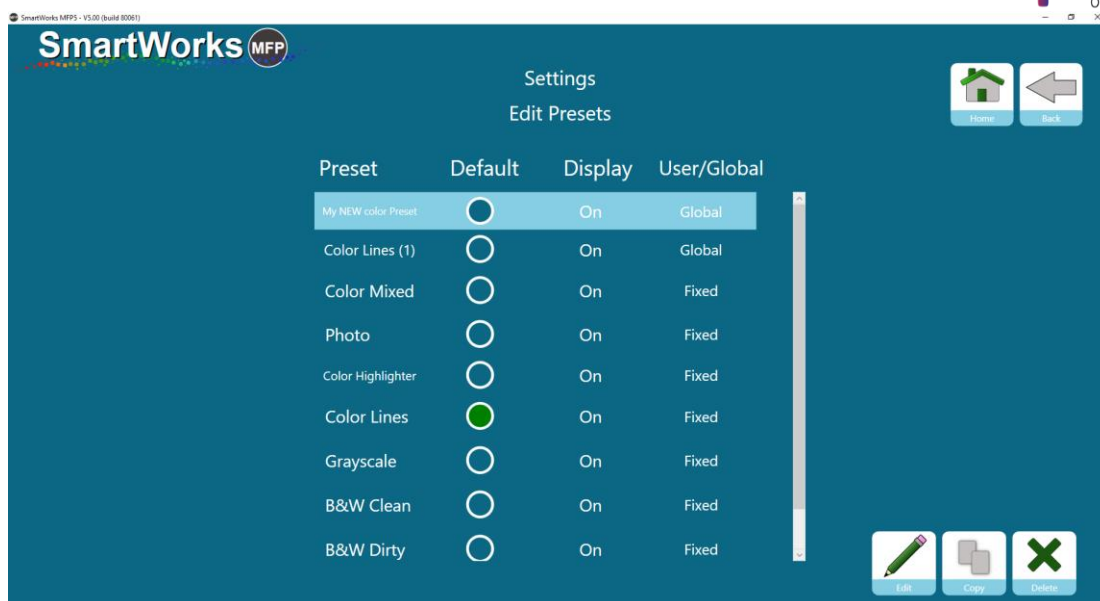 SmartWorks MFP5 - V5.00 (build 80061)
SmartWorks MFP
Settings
Edit Presets
Home Back
Preset Default Display User/Global
My NEW color Preset On Global
Color Lines (1) On Global
Color Mixed On Fixed
Photo On Fixed
Color Highlighter On Fixed
Color Lines On Fixed
Grayscale On Fixed
B&W Clean On Fixed
B&W Dirty On Fixed
Edit Copy Delete